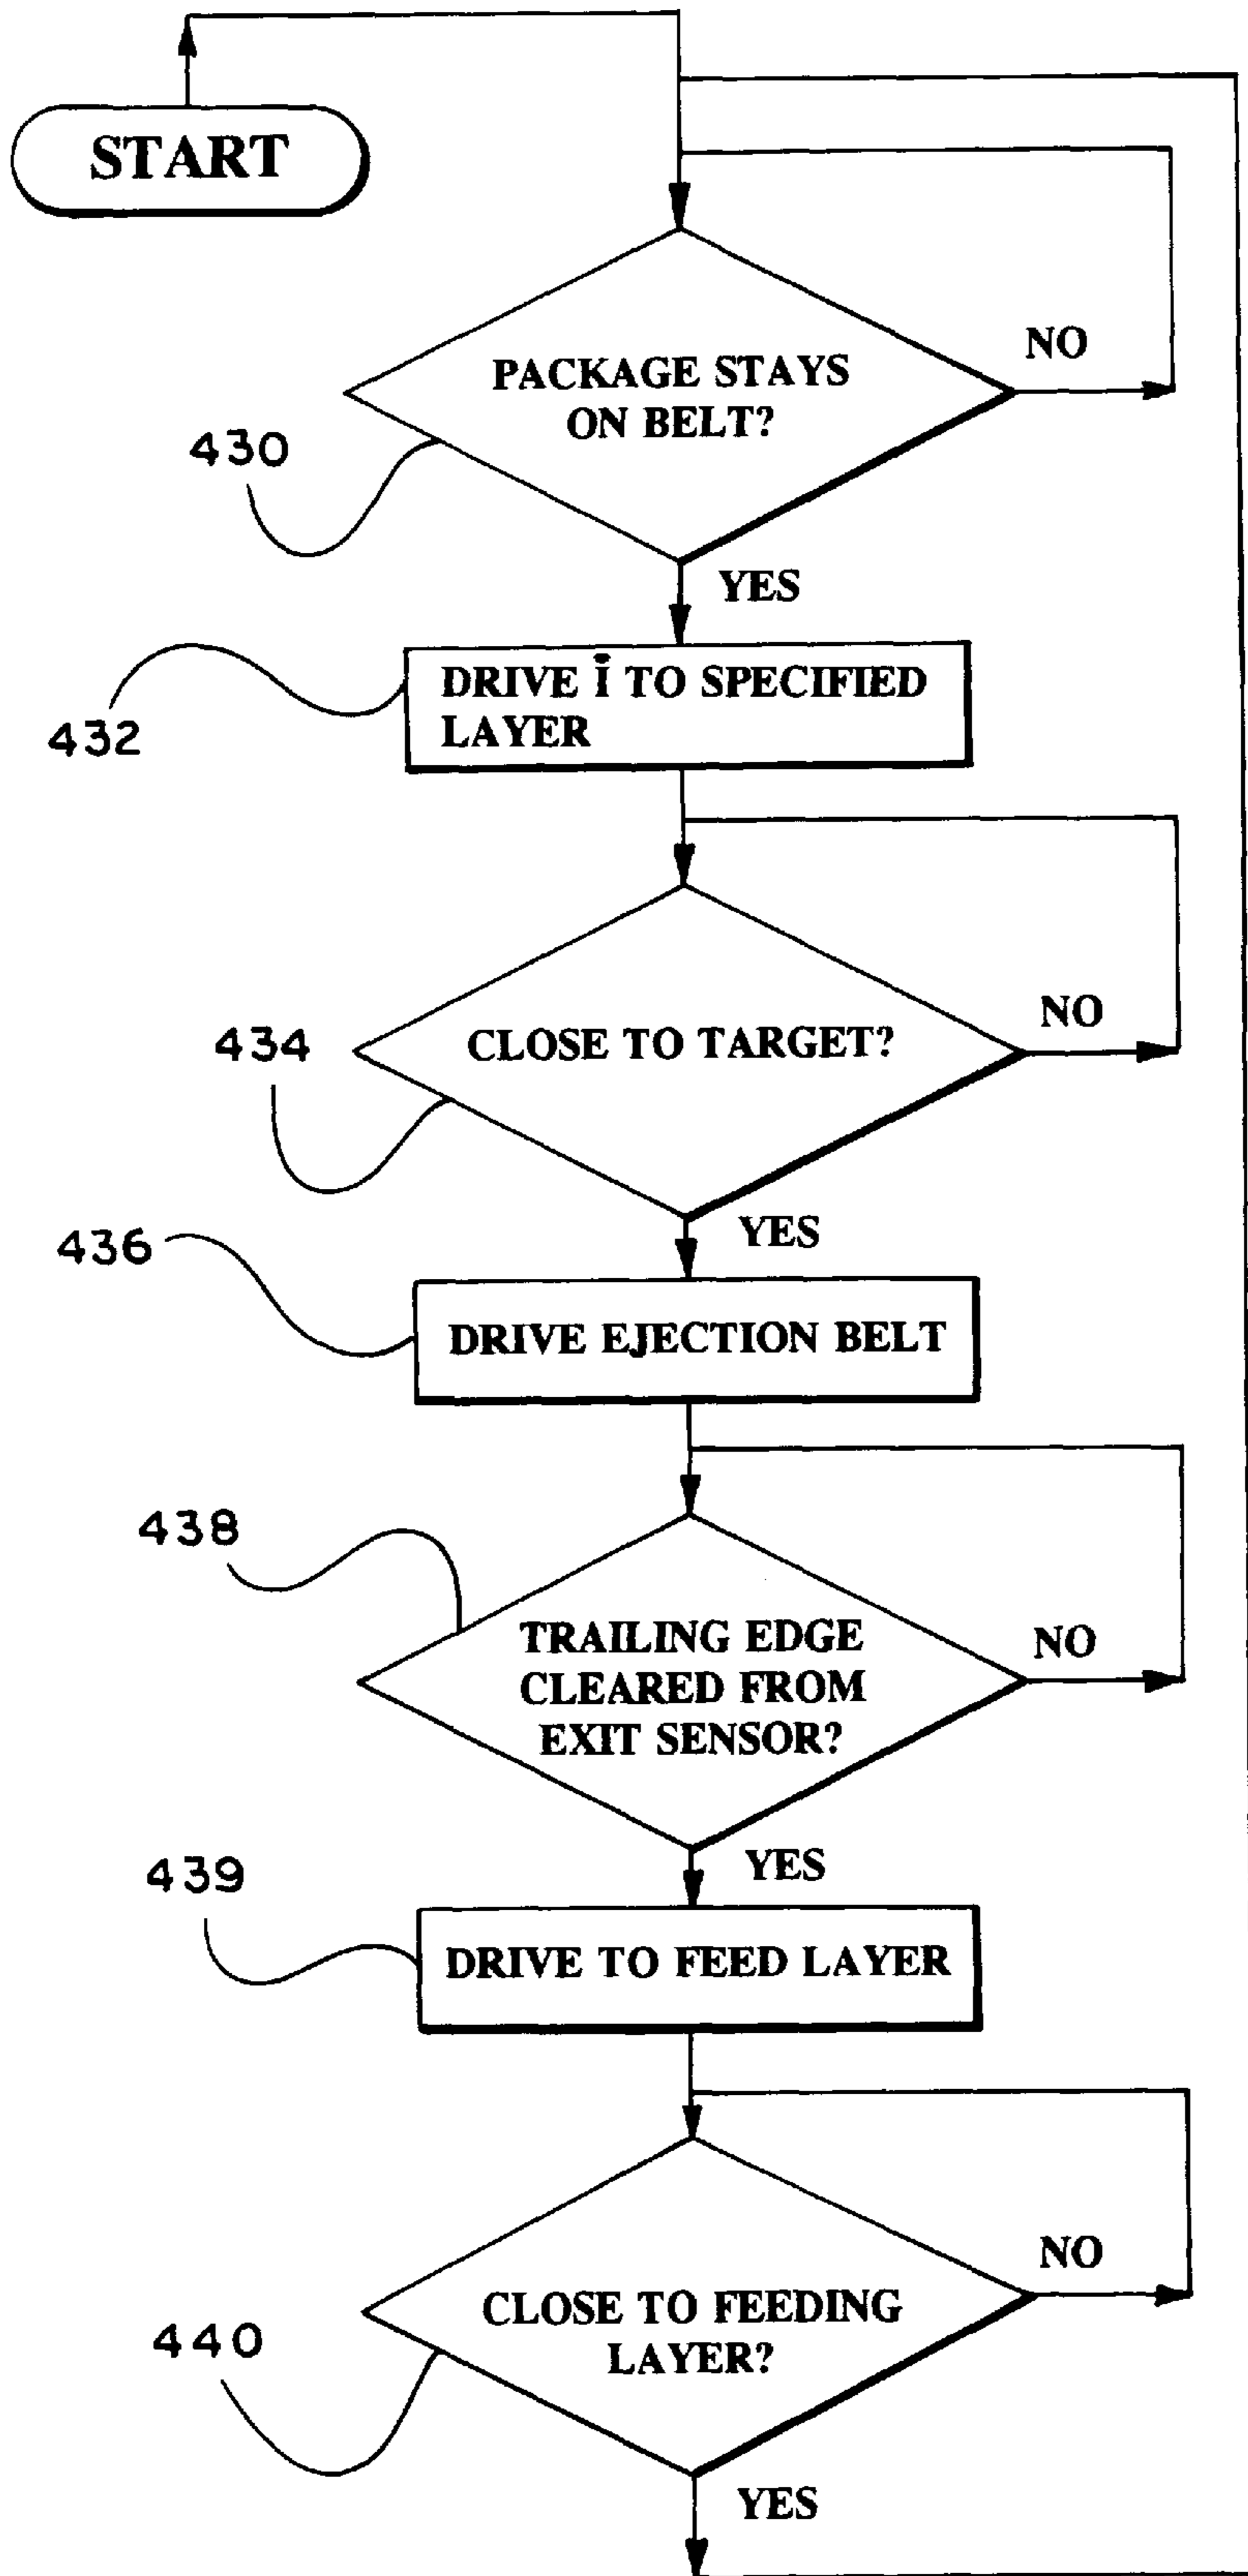 START
PACKAGE STAYS
ON BELT?
NO
430
YES
DRIVE Ï TO SPECIFIED
LAYER
432
CLOSE TO TARGET?
NO
434
YES
436
DRIVE EJECTION BELT
438
TRAILING EDGE
CLEARED FROM
EXIT SENSOR?
NO
YES
439
DRIVE TO FEED LAYER
NO
CLOSE TO FEEDING
LAYER?
440
YES